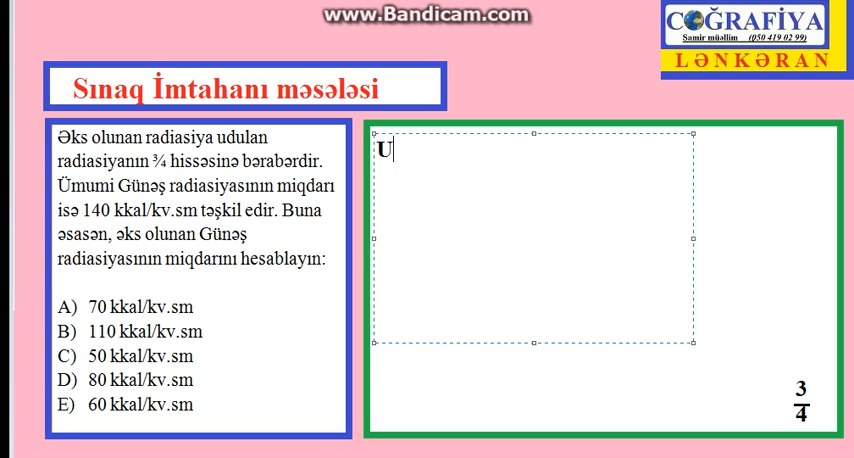 www.Bandicam.com
COĞRAFİYA
Samir müəllim (050 419 02 99)
LƏNKƏRAN
Sınaq İmtahanı məsələsi
Əks olunan radiasiya udulan
radiasiyanın ¾ hissəsinə bərabərdir.
Ümumi Günəş radiasiyasının miqdarı
isə 140 kkal/kv.sm təşkil edir. Buna
əsasən, əks olunan Günəş
radiasiyasının miqdarını hesablayın:
A) 70 kkal/kv.sm
B) 110 kkal/kv.sm
C) 50 kkal/kv.sm
D) 80 kkal/kv.sm
E) 60 kkal/kv.sm
U
3
4